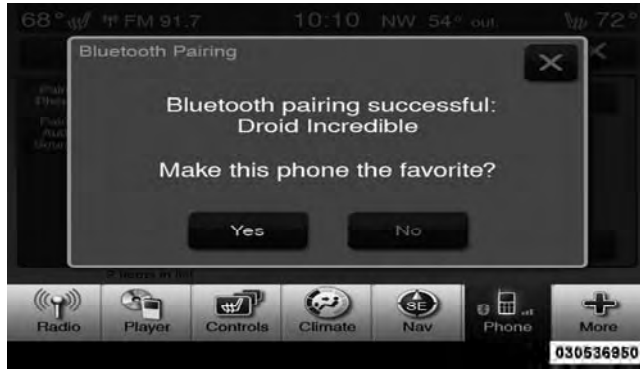 68° FM 91.7 10:10 NW 54° out 72°
Bluetooth Pairing
Bluetooth pairing successful:
Droid Incredible
Make this phone the favorite?
Yes No
Radio Player Controls Climate SE Nav Phone More
030536950